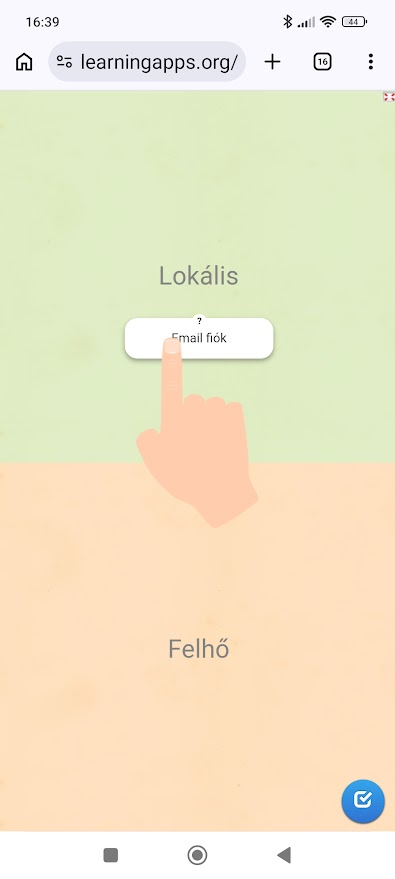 16:39
44
learningapps.org/
16
Lokális
?
Email fiók
Felhő